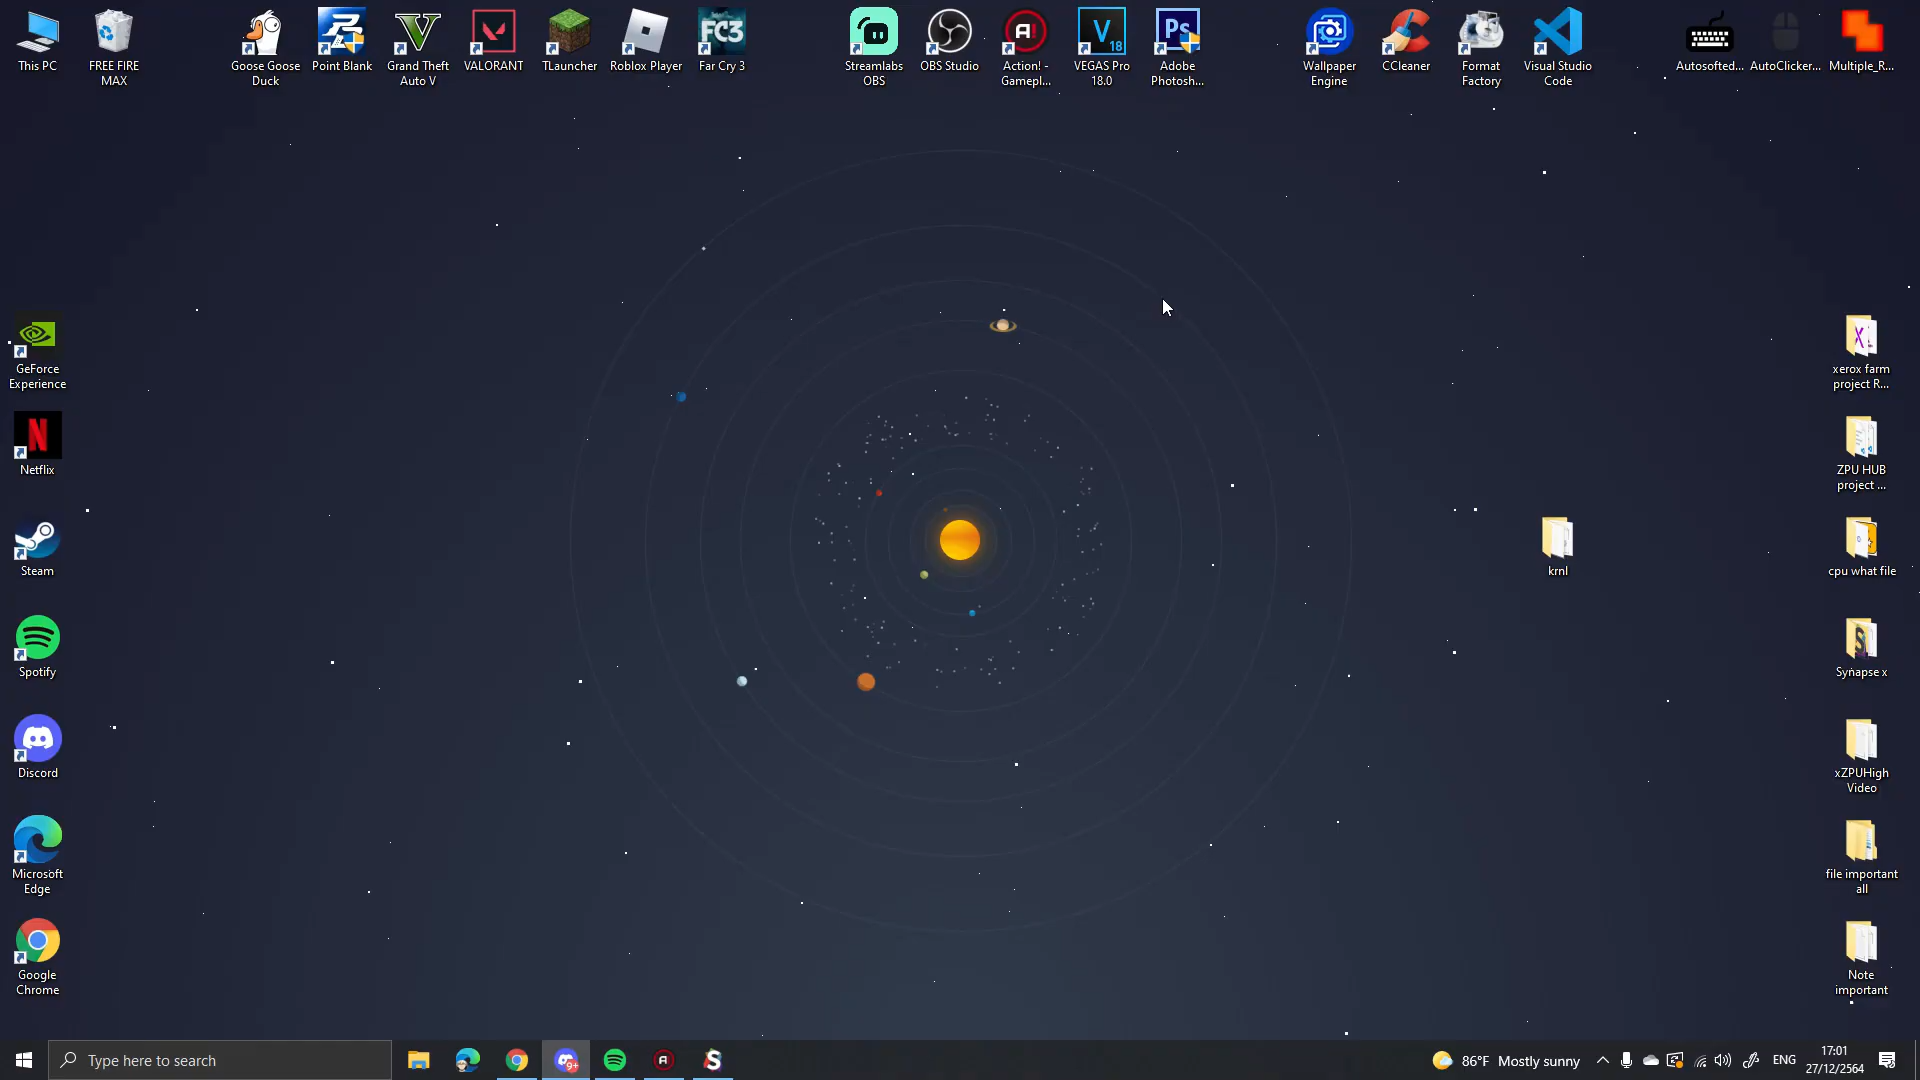 This PC
FREE FIRE
MAX
Goose Goose
Duck
Point Blank
Grand Theft
Auto V
VALORANT
TLauncher
Roblox Player
FC3
Far Cry 3
Streamlabs
OBS
OBS Studio
A!
Action! -
Gamepl...
V
18
VEGAS Pro
18.0
Ps
Adobe
Photosh...
Wallpaper
Engine
CCleaner
Format
Factory
Visual Studio
Code
Autosofted...
AutoClicker...
Multiple_R...
GeForce
Experience
N
Netflix
Steam
Spotify
Discord
Microsoft
Edge
Google
Chrome
krnl
xerox farm
project R...
ZPU HUB
project ...
cpu what file
Synapse x
xZPUHigh
Video
file important
all
Note
important
Type here to search
9+
86°F Mostly sunny
ENG
17:01
27/12/2564